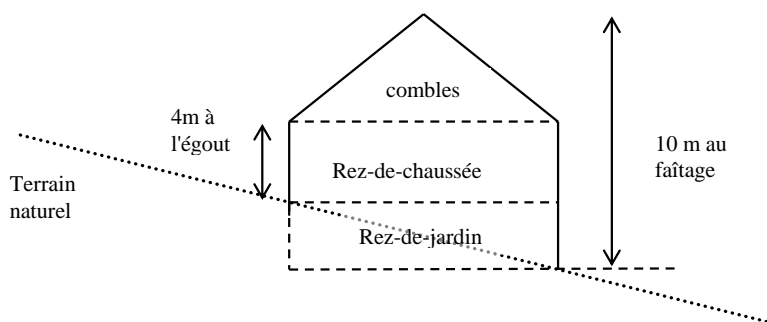 combles
4m à
l'égout
10 m au
faîtage
Rez-de-chaussée
Terrain
naturel
Rez-de-jardin